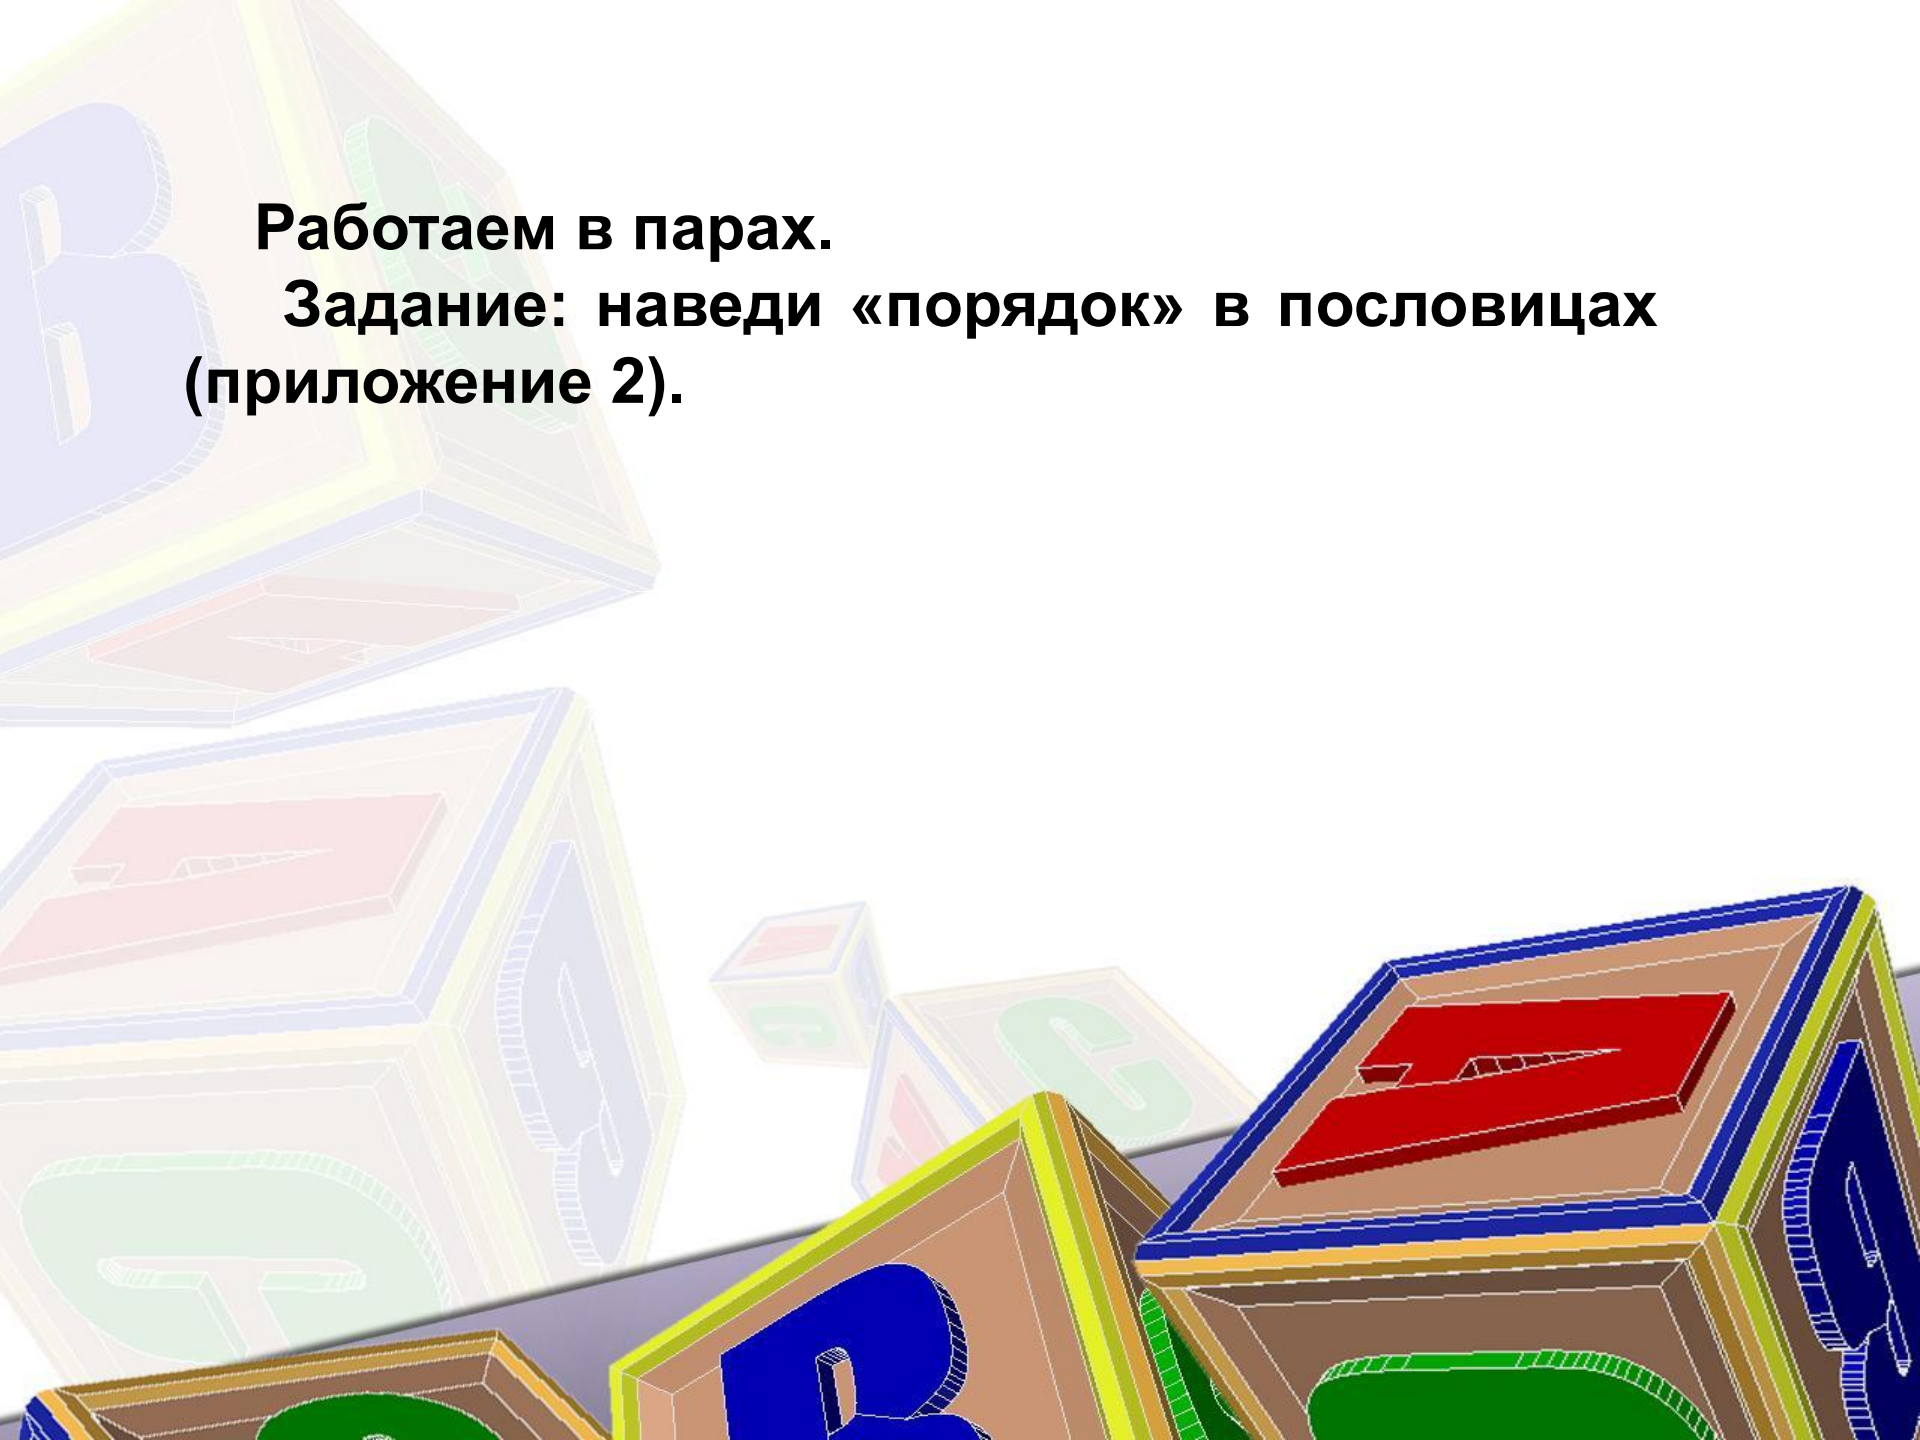 Работаем в парах.
Задание: наведи «порядок» в пословицах
(приложение 2).